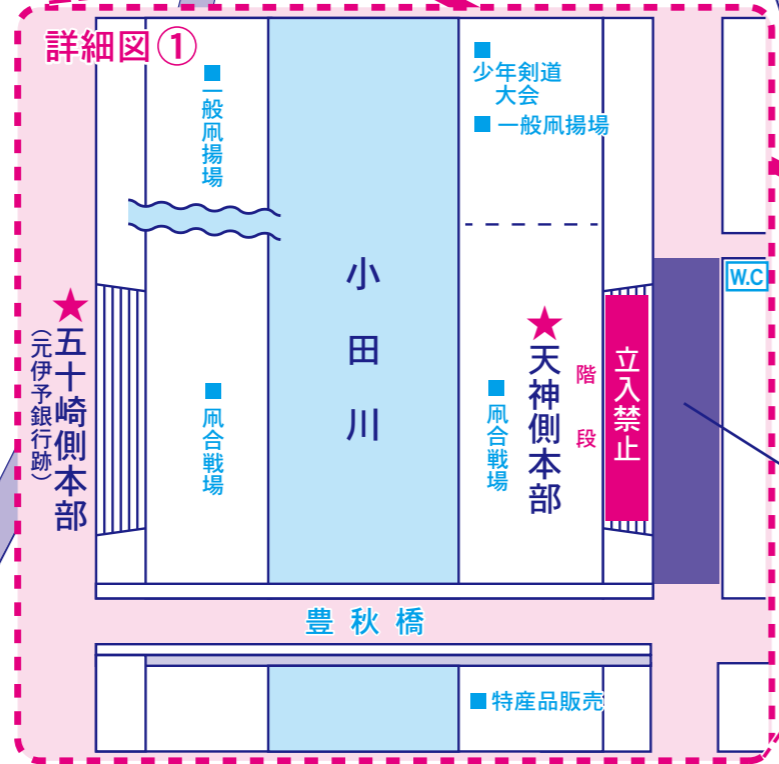 詳細図①
一般凧揚場
少年剣道
大会
一般凧揚場
小田川
W.C
五十崎側本部
(元伊予銀行跡)
凧合戦場
凧合戦場
天神側本部
階段
立入禁止
豊秋橋
特産品販売